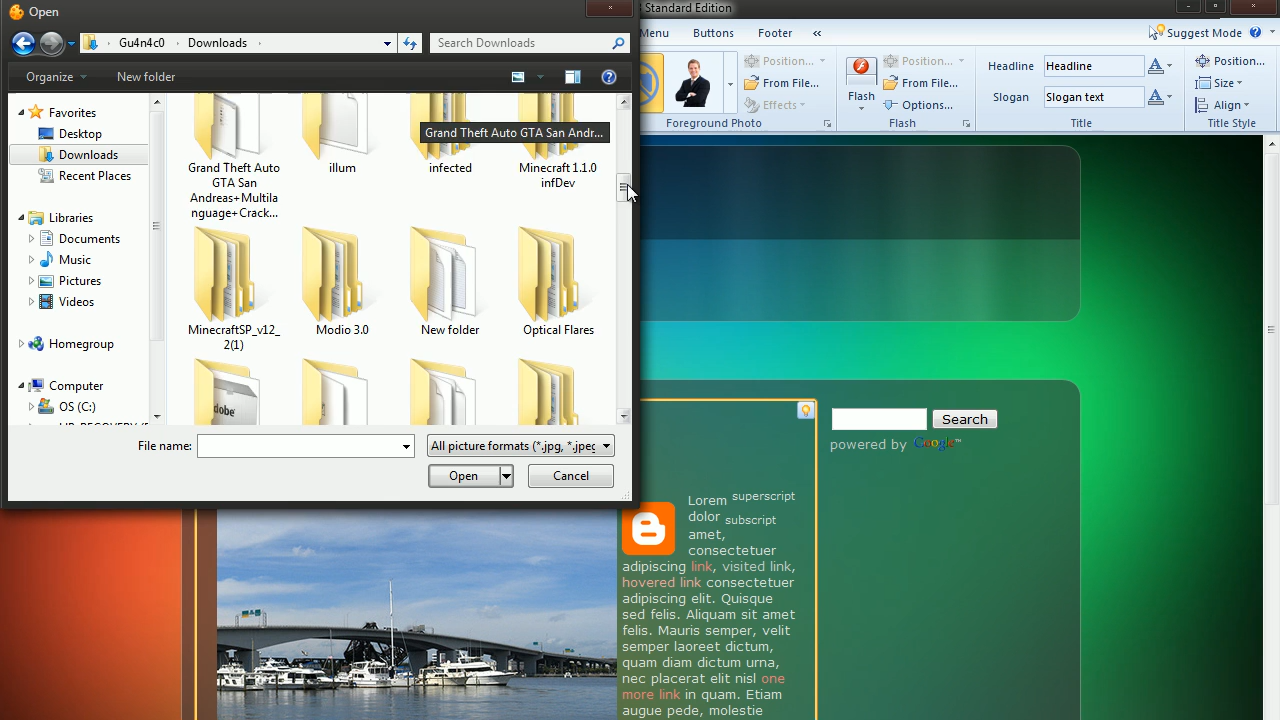 Open
Standard Edition
Gu4n4c0
Downloads
Search Downloads
Menu
Buttons
Footer
«
Suggest Mode
Organize
New folder
Position...
From File...
Effects
Foreground Photo
Flash
Position...
From File...
Options...
Flash
Headline
Headline
Slogan
Slogan text
Title
Position...
Size
Align
Title Style
Favorites
Desktop
Downloads
Recent Places
Libraries
Documents
Music
Pictures
Videos
Homegroup
Computer
OS (C:)
Grand Theft Auto GTA San Andr...
Grand Theft Auto
GTA San
Andreas+Multila
nguage+Crack...
illum
infected
Minecraft 1.1.0
infDev
MinecraftSP_v12_
2(1)
Modio 3.0
New folder
Optical Flares
Adobe
File name:
All picture formats (*.jpg, *.jpeg
Open
Cancel
Search
powered by Google™
Lorem superscript
dolor subscript
amet,
consectetuer
adipiscing link, visited link,
hovered link consectetuer
adipiscing elit. Quisque
sed felis. Aliquam sit amet
felis. Mauris semper, velit
semper laoreet dictum,
quam diam dictum urna,
nec placerat elit nisl one
more link in quam. Etiam
augue pede, molestie